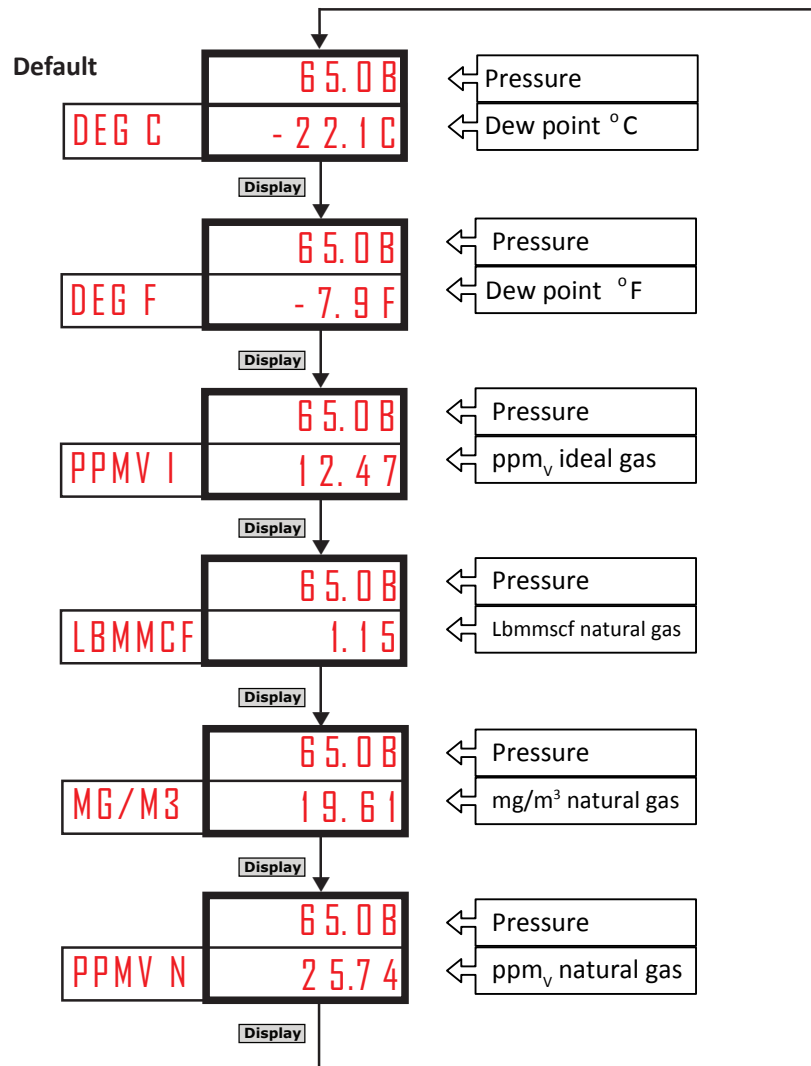 Default
65.0B
Pressure
DEG C
-22.1C
Dew point °C
Display
65.0B
Pressure
DEG F
-7.9F
Dew point °F
Display
65.0B
Pressure
PPMV I
12.47
ppmv ideal gas
Display
65.0B
Pressure
LBMMCF
1.15
Lbmmscf natural gas
Display
65.0B
Pressure
MG/M3
19.61
mg/m³ natural gas
Display
65.0B
Pressure
PPMV N
25.74
ppmv natural gas
Display